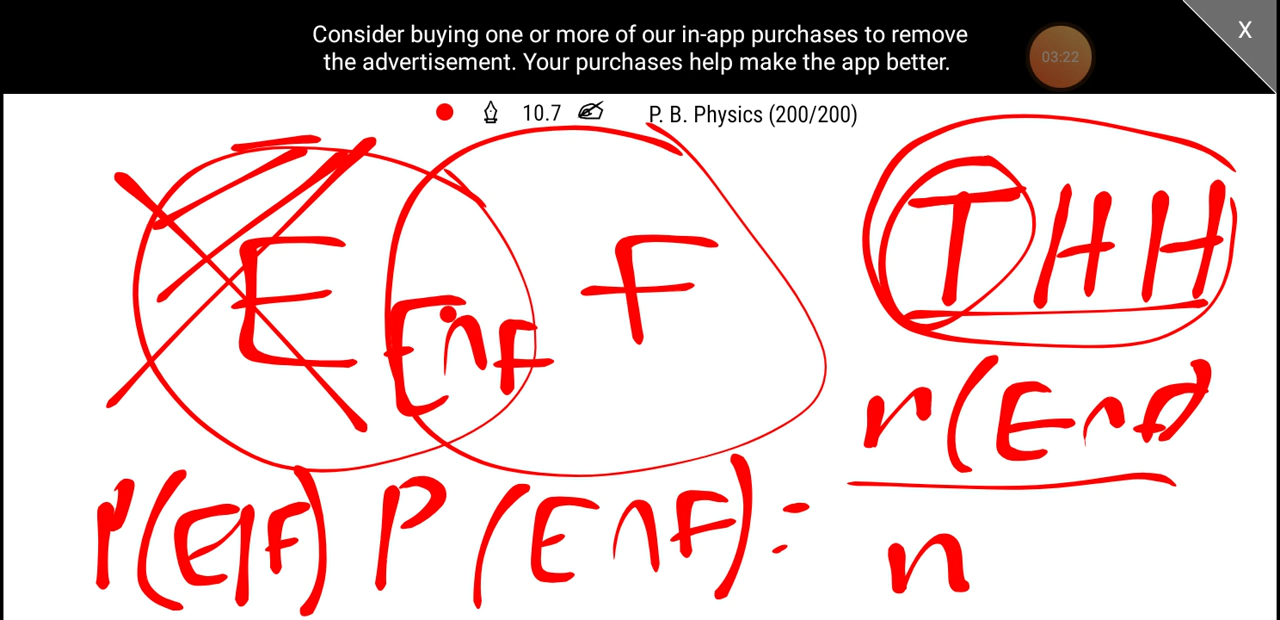 Consider buying one or more of our in-app purchases to remove
the advertisement. Your purchases help make the app better.
03:22
X
10.7
P. B. Physics (200/200)
E
F
E∩F
THH
n(E∩F)
P(E|F) P(E∩F) =
n